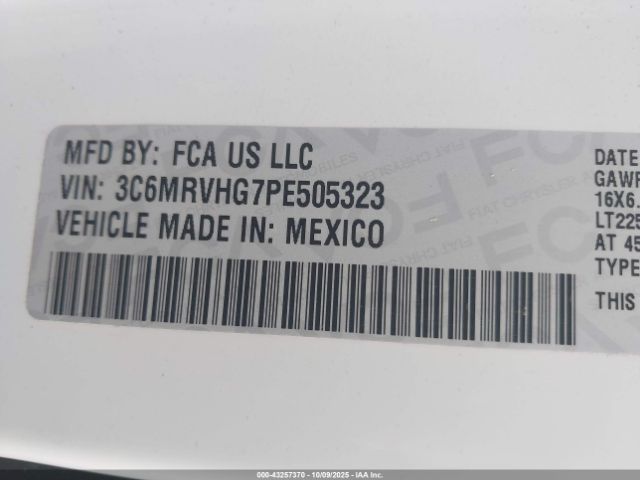 MFD BY: FCA US LLC
VIN: 3C6MRVHG7PE505323
VEHICLE MADE IN: MEXICO
DATE
GAWR
16X6.
LT225
AT 45
TYPE
THIS
000-43257370 - 10/09/2025 - IAA Inc.